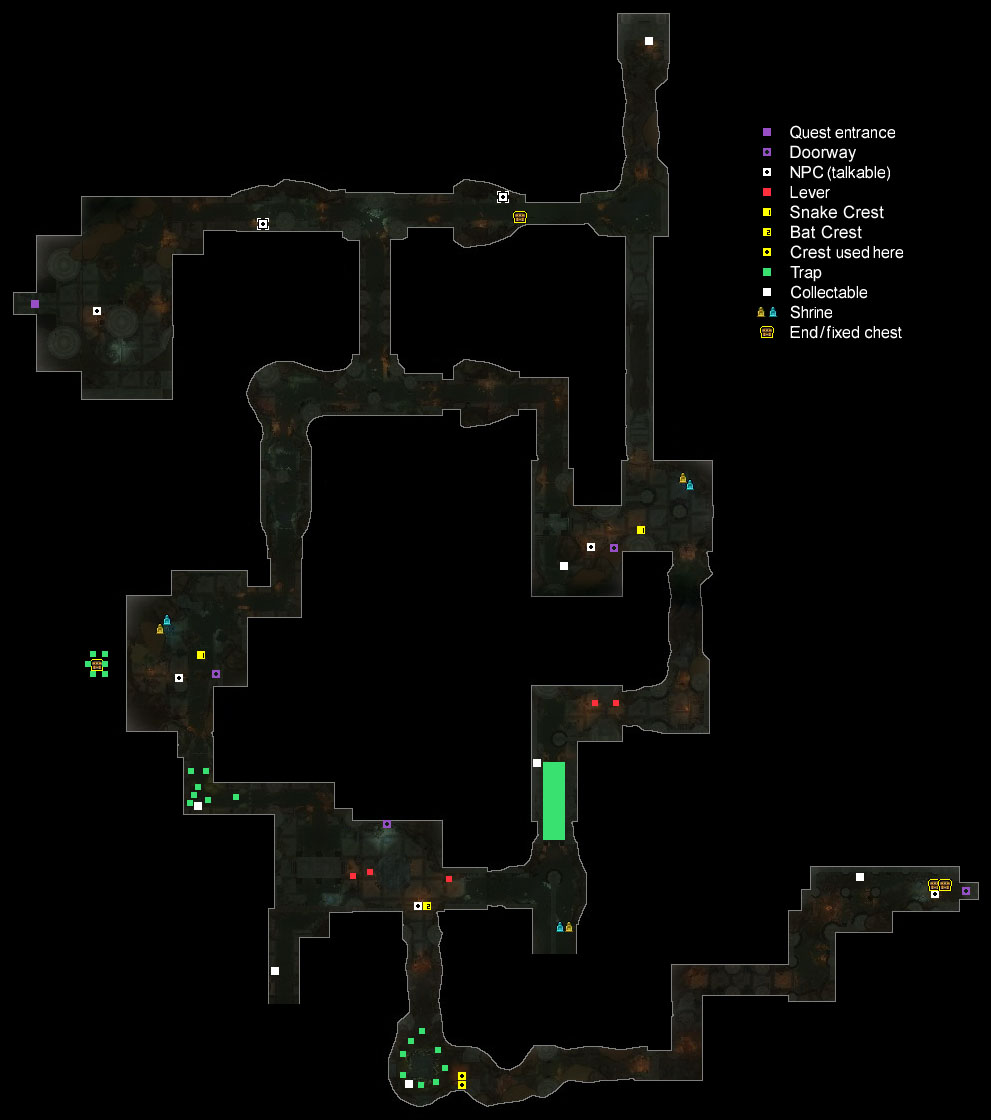 Quest entrance
Doorway
NPC (talkable)
Lever
Snake Crest
Bat Crest
Crest used here
Trap
Collectable
Shrine
End/fixed chest